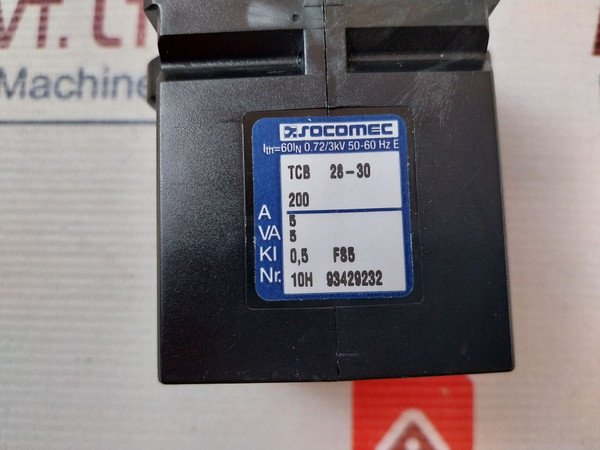 Machine
SOCOMEC
Ith=60IN 0.72/3kV 50-60 Hz E
TCB 28-30
200
A 5
VA 5
Kl 0,5 F85
Nr. 10H 93429232